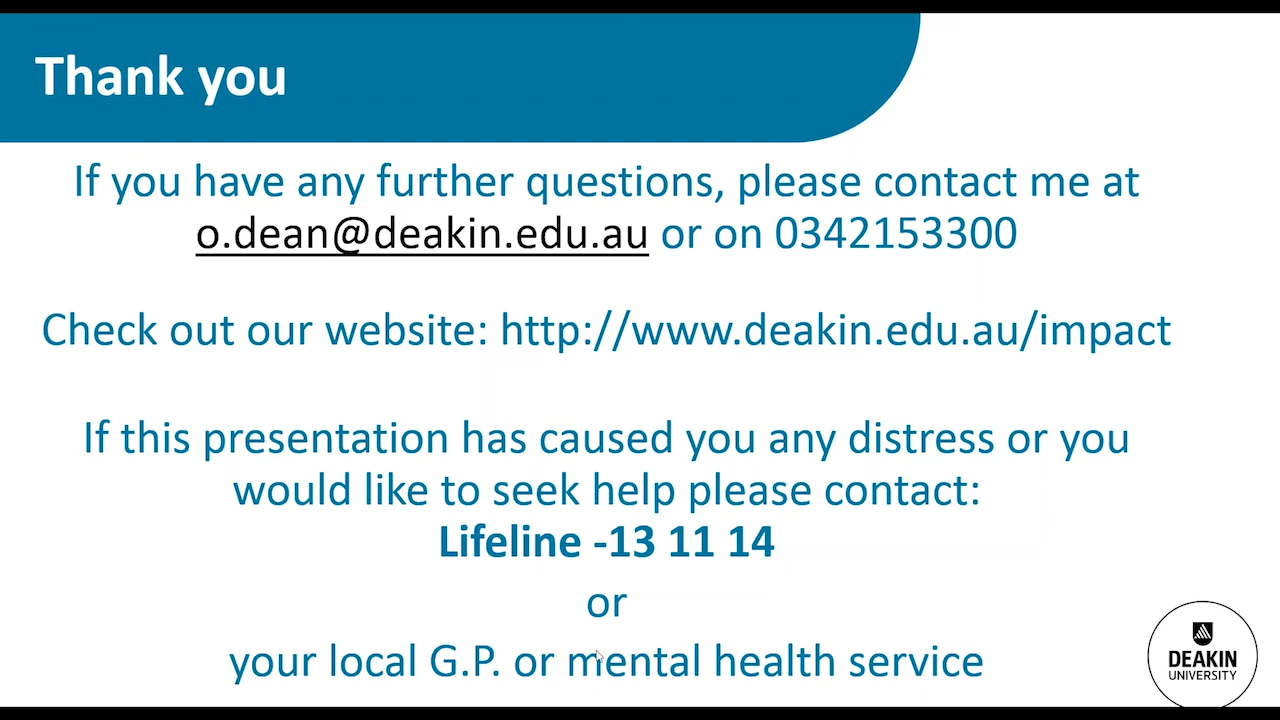 Thank you
If you have any further questions, please contact me at
o.dean@deakin.edu.au or on 0342153300
Check out our website: http://www.deakin.edu.au/impact
If this presentation has caused you any distress or you
would like to seek help please contact:
Lifeline -13 11 14
or
your local G.P. or mental health service
DEAKIN
UNIVERSITY